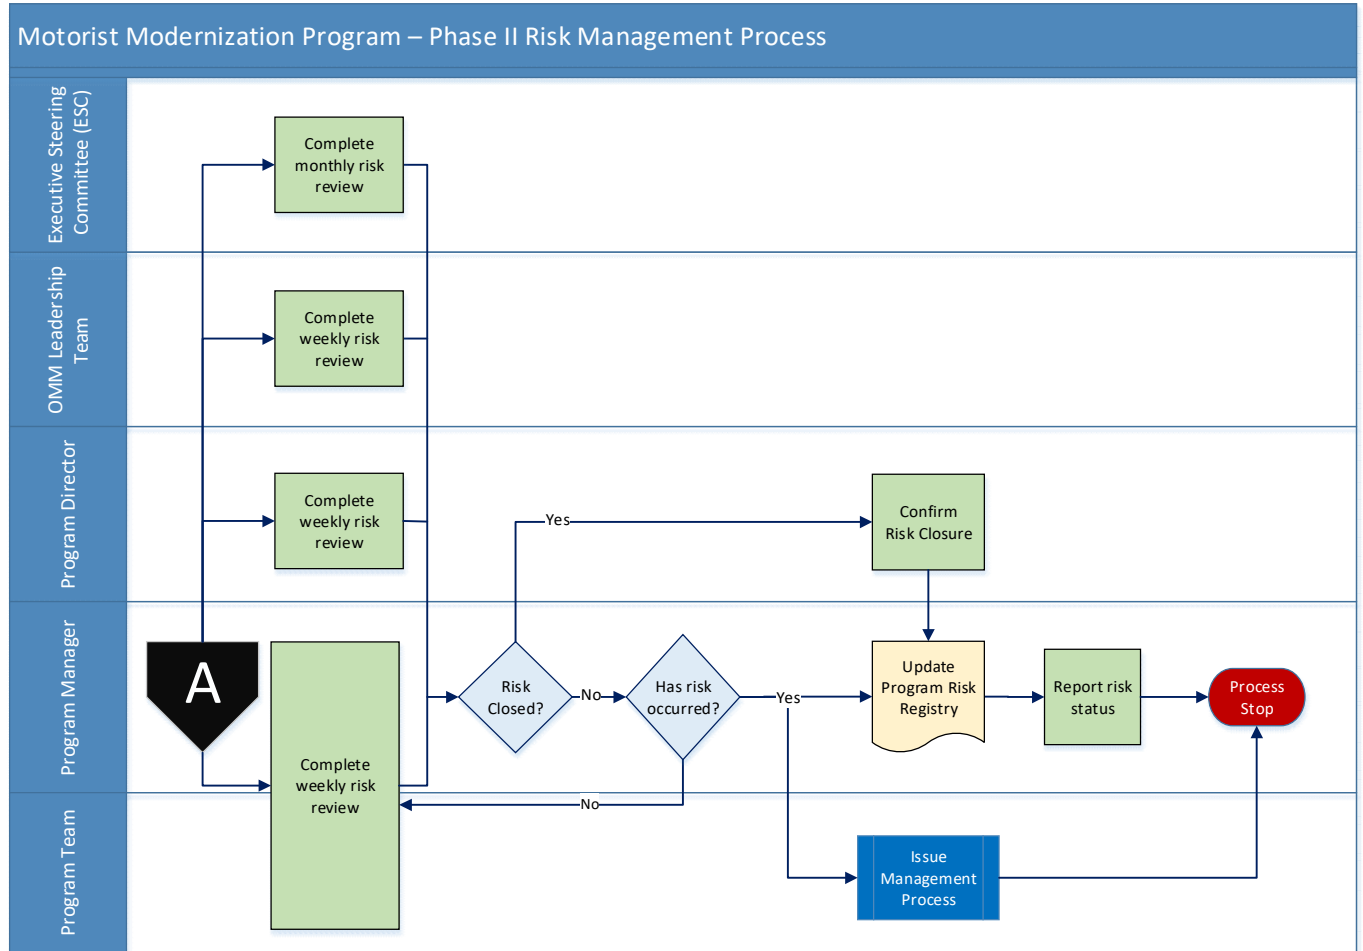 Motorist Modernization Program – Phase II Risk Management Process
Executive Steering
Committee (ESC)
Complete
monthly risk
review
OMM Leadership
Team
Complete
weekly risk
review
Program Director
Complete
weekly risk
review
Yes
Confirm
Risk Closure
Program Manager
A
Complete
weekly risk
review
Risk
Closed?
No
Has risk
occurred?
Yes
Update
Program Risk
Registry
Report risk
status
Process
Stop
No
Program Team
Issue
Management
Process